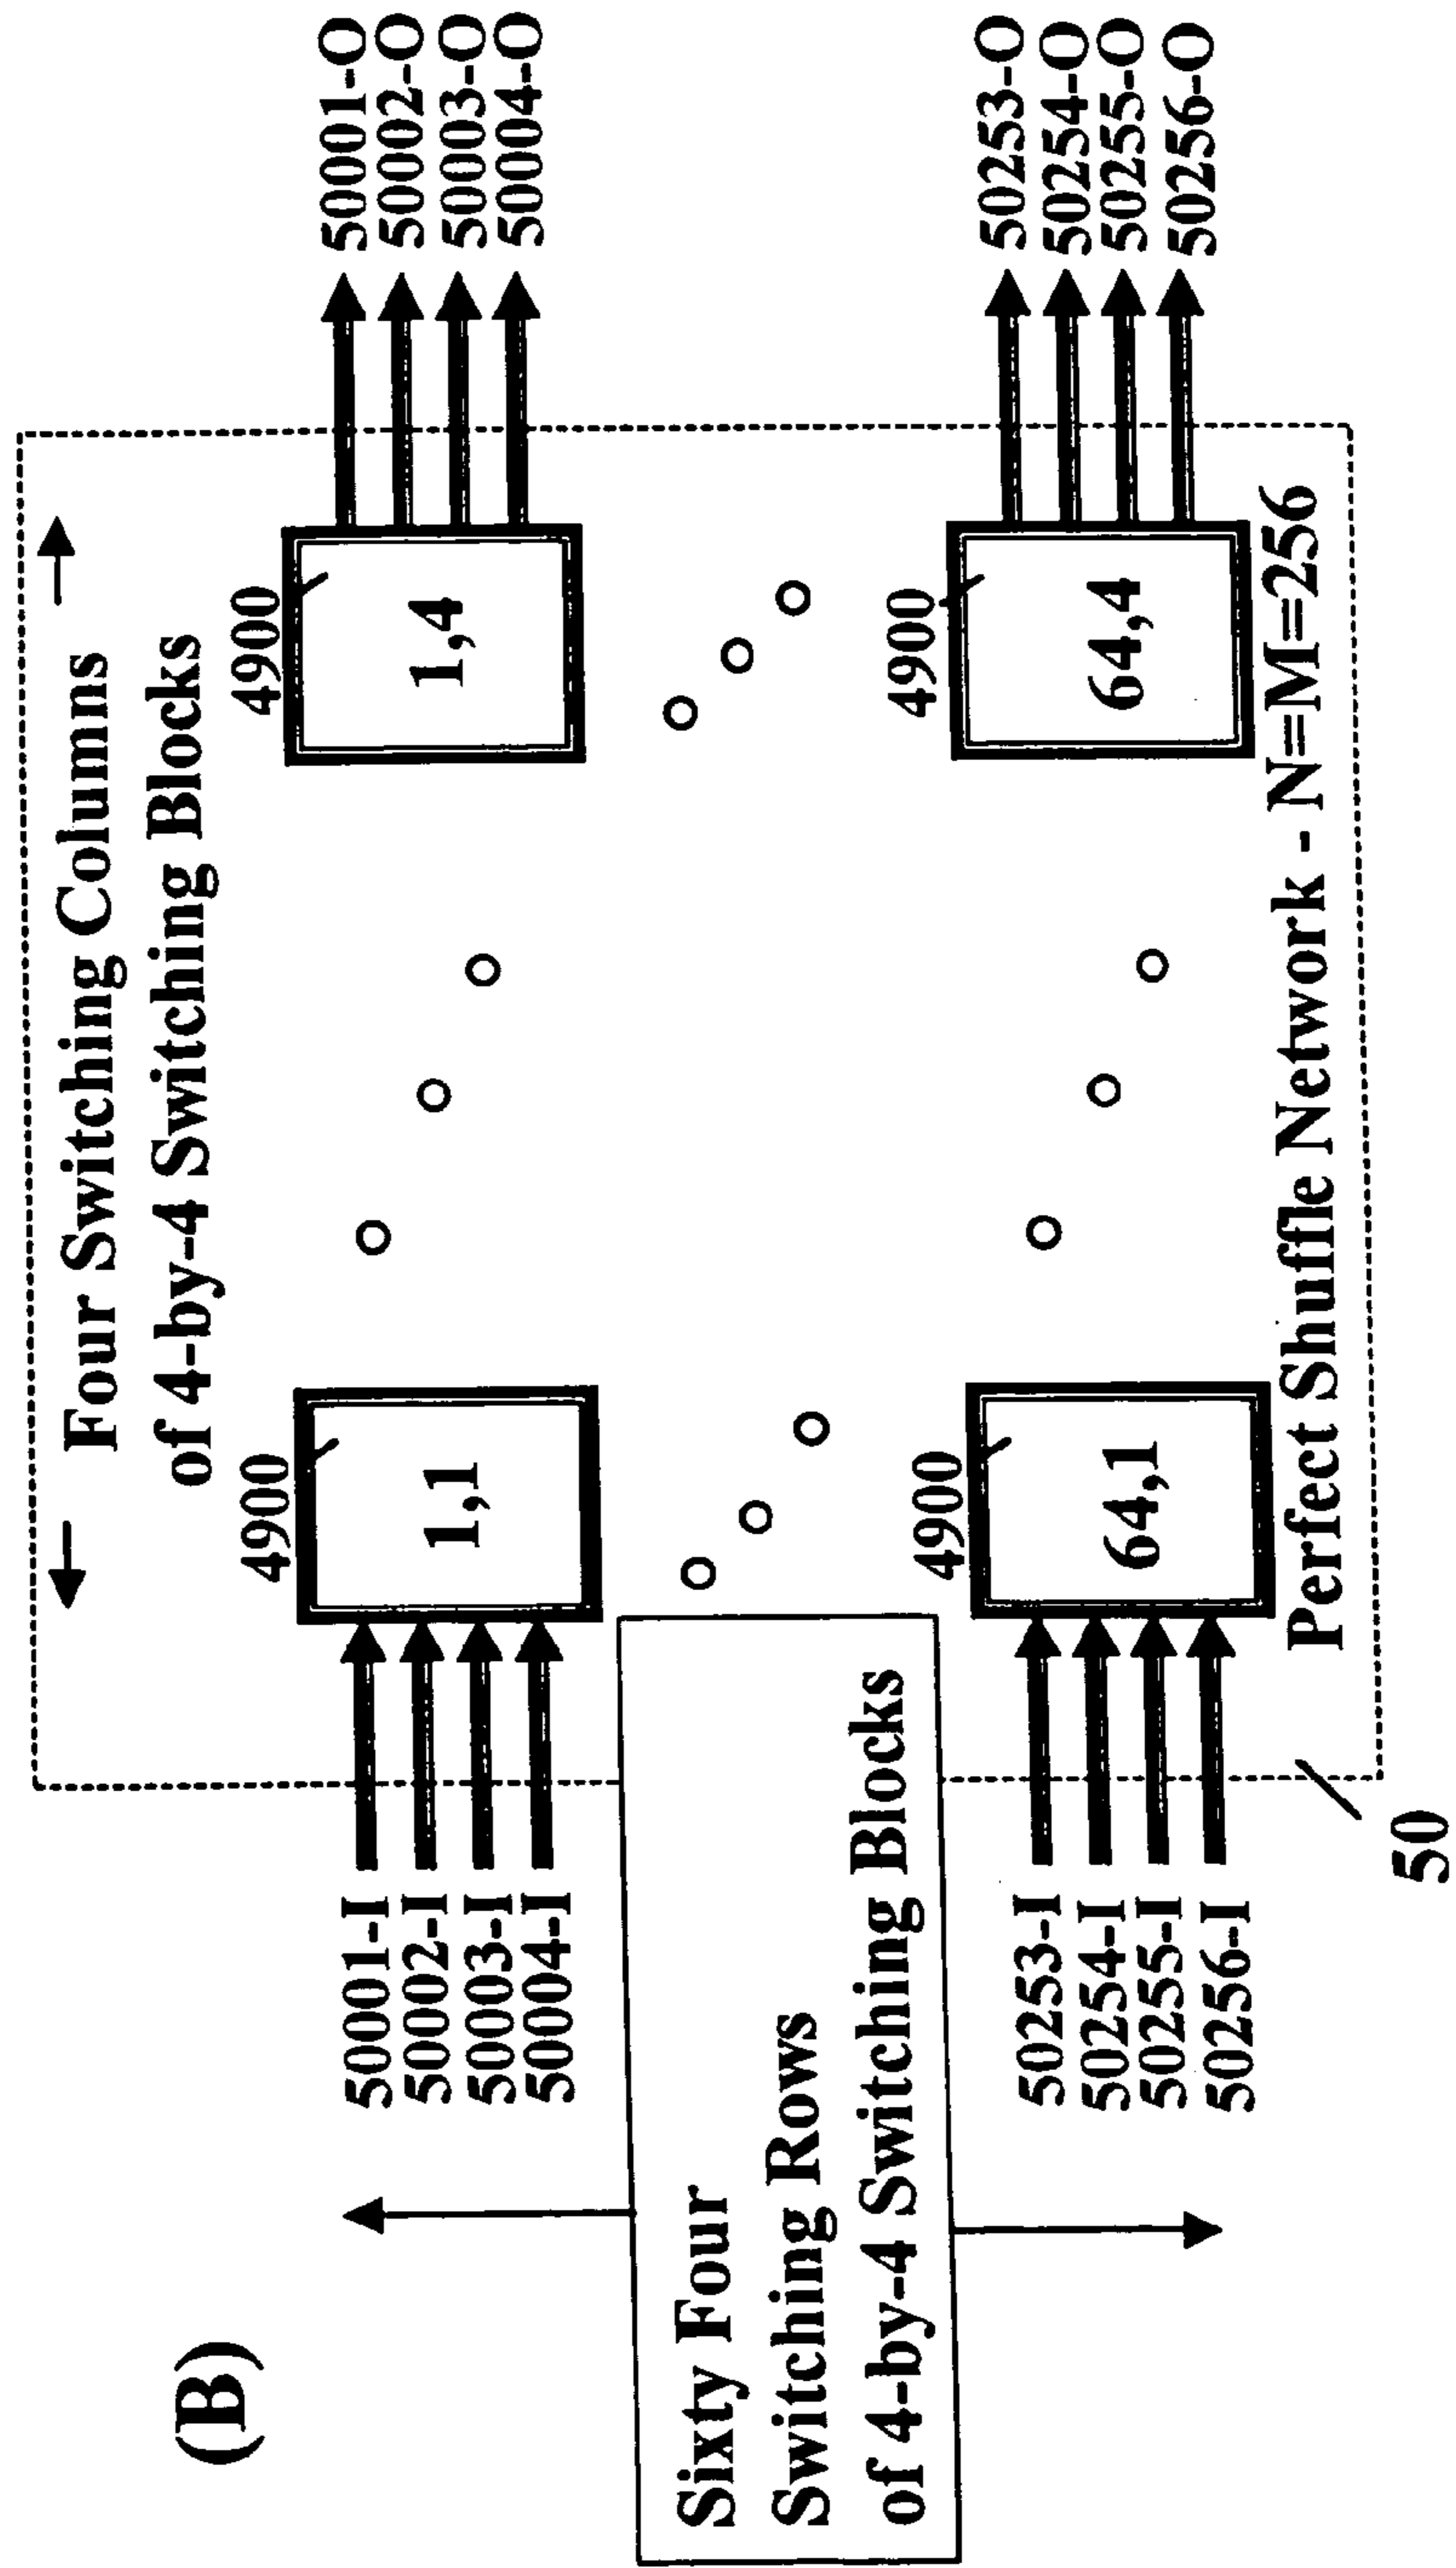 (B)
Four Switching Columns
of 4-by-4 Switching Blocks
4900
4900
50001-I
50002-I
50003-I
50004-I
1,1
1,4
50001-O
50002-O
50003-O
50004-O
Sixty Four
Switching Rows
of 4-by-4 Switching Blocks
4900
4900
50253-I
50254-I
50255-I
50256-I
64,1
64,4
50253-O
50254-O
50255-O
50256-O
Perfect Shuffle Network - N=M=256
50